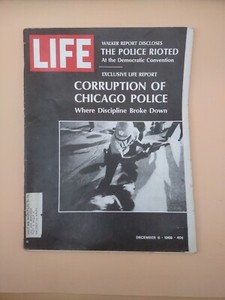 LIFE
WALKER REPORT DISCLOSES
THE POLICE RIOTED
At the Democratic Convention
EXCLUSIVE LIFE REPORT
CORRUPTION OF
CHICAGO POLICE
Where Discipline Broke Down
DECEMBER 6 · 1968 · 40¢